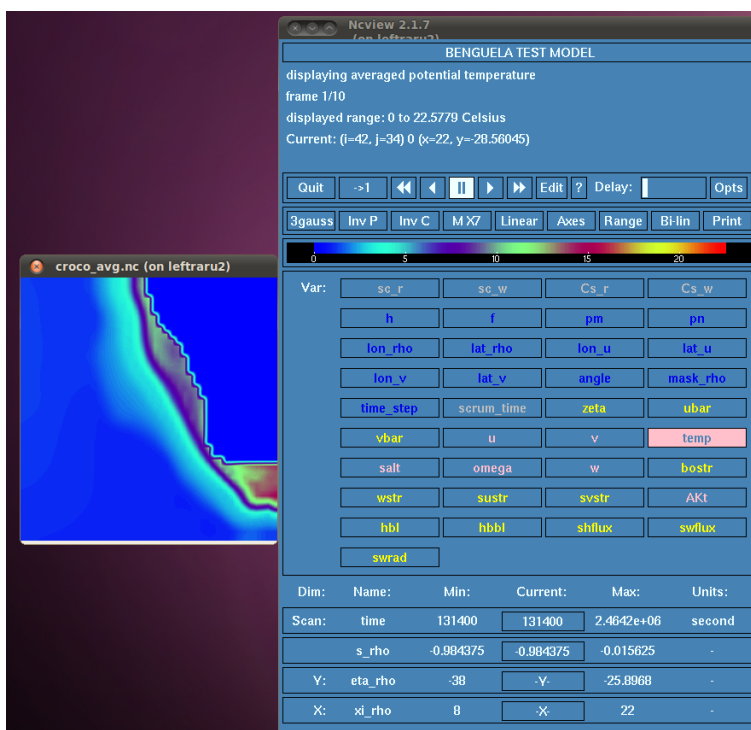 Ncview 2.1.7
(on leftraru2)
BENGUELA TEST MODEL
displaying averaged potential temperature
frame 1/10
displayed range: 0 to 22.5779 Celsius
Current: (i=42, j=34) 0 (x=22, y=-28.56045)
Quit ->1 Edit ? Delay: Opts
3gauss Inv P Inv C M X7 Linear Axes Range Bi-lin Print
0 5 10 15 20
croco_avg.nc (on leftraru2)
Var: sc_r sc_w Cs_r Cs_w
h f pm pn
lon_rho lat_rho lon_u lat_u
lon_v lat_v angle mask_rho
time_step scrum_time zeta ubar
vbar u v temp
salt omega w bostr
wstr sustr svstr AKt
hbl hbbl shflux swflux
swrad
Dim: Name: Min: Current: Max: Units:
Scan: time 131400 131400 2.4642e+06 second
s_rho -0.984375 -0.984375 -0.015625 -
Y: eta_rho -38 -Y- -25.8968 -
X: xi_rho 8 -X- 22 -